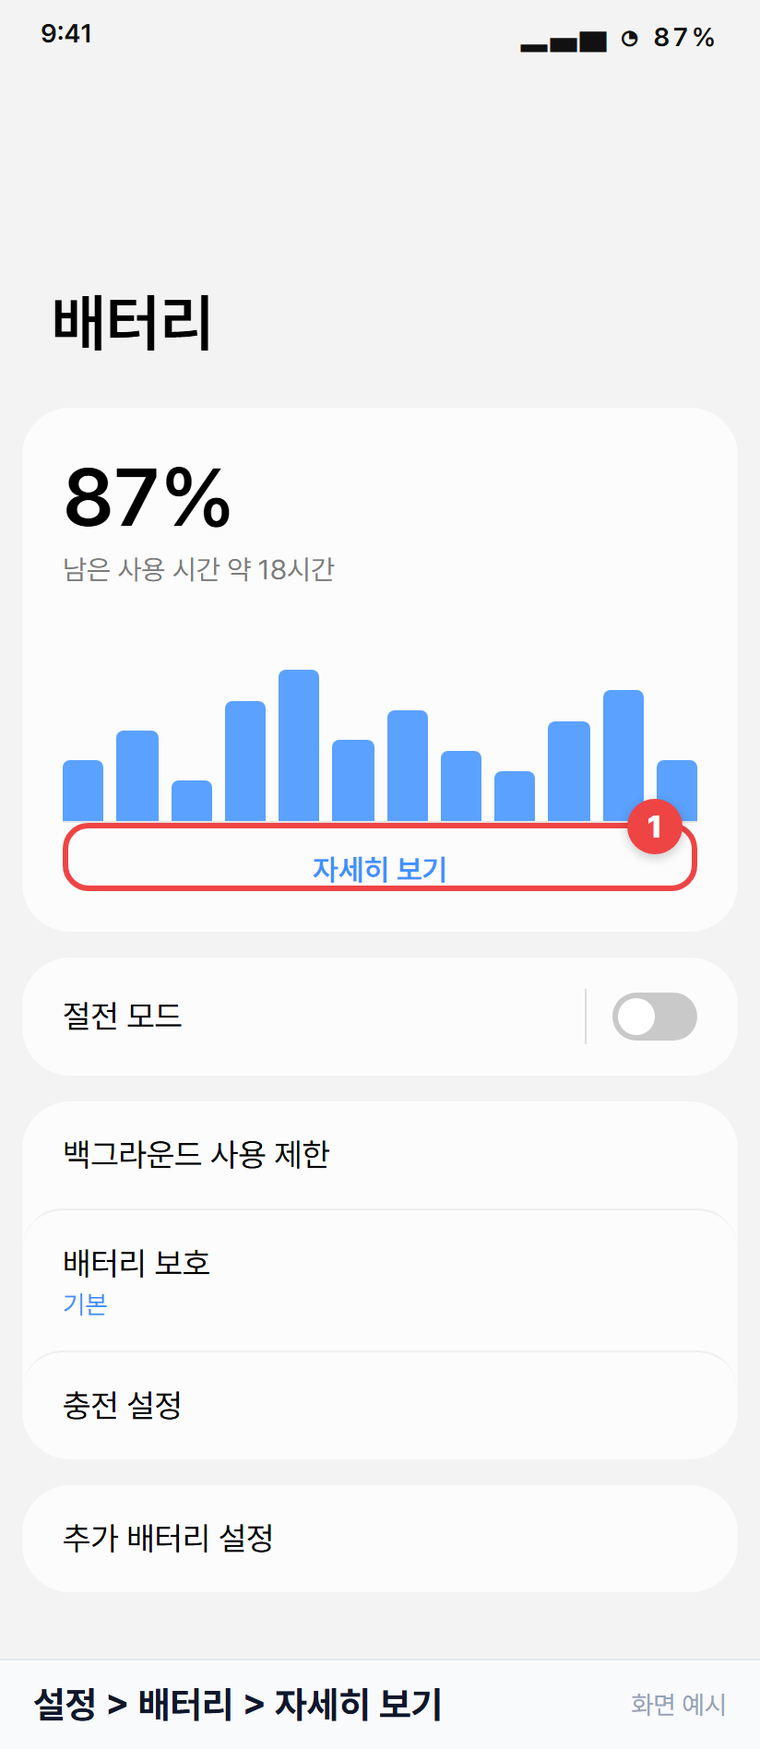 9:41
87%
배터리
87%
남은 사용 시간 약 18시간
1
자세히 보기
절전 모드
백그라운드 사용 제한
배터리 보호
기본
충전 설정
추가 배터리 설정
설정 > 배터리 > 자세히 보기
화면 예시